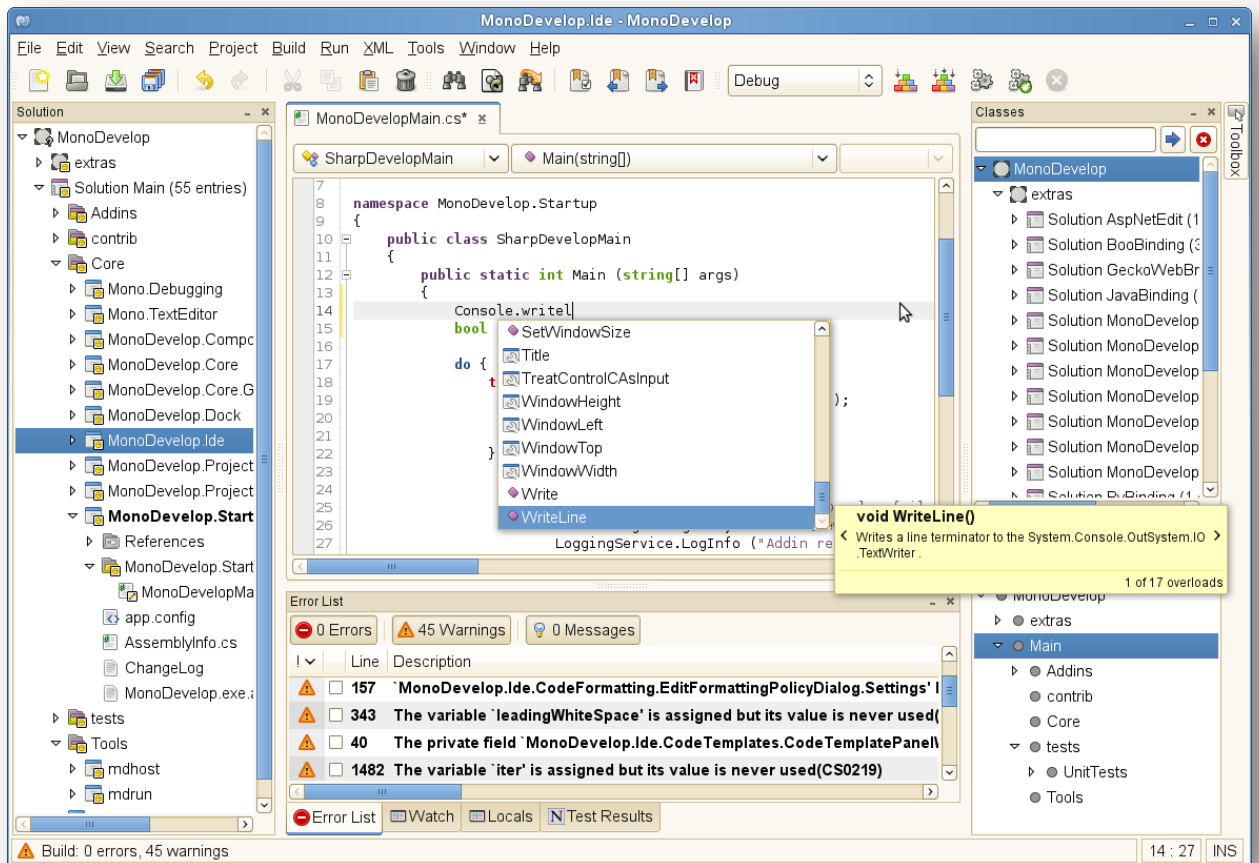 MonoDevelop.Ide - MonoDevelop
File Edit View Search Project Build Run XML Tools Window Help
Debug
Solution
MonoDevelop
extras
Solution Main (55 entries)
Addins
contrib
Core
Mono.Debugging
Mono.TextEditor
MonoDevelop.Compo
MonoDevelop.Core
MonoDevelop.Core.G
MonoDevelop.Dock
MonoDevelop.Ide
MonoDevelop.Project
MonoDevelop.Project
MonoDevelop.Start
References
MonoDevelop.Start
MonoDevelopMa
app.config
AssemblyInfo.cs
ChangeLog
MonoDevelop.exe.a
tests
Tools
mdhost
mdrun
MonoDevelopMain.cs*
SharpDevelopMain Main(string[])
7
8 namespace MonoDevelop.Startup
9 {
10 public class SharpDevelopMain
11 {
12 public static int Main (string[] args)
13 {
14 Console.writel
15 bool
16
17 do {
18 t
19 );
20
21
22 }
23
24
25
26
27 LoggingService.LogInfo ("Addin re
SetWindowSize
Title
TreatControlCAsInput
WindowHeight
WindowLeft
WindowTop
WindowWidth
Write
WriteLine
void WriteLine()
Writes a line terminator to the System.Console.OutSystem.IO
.TextWriter .
1 of 17 overloads
Error List
0 Errors 45 Warnings 0 Messages
! Line Description
157 `MonoDevelop.Ide.CodeFormatting.EditFormattingPolicyDialog.Settings'
343 The variable `leadingWhiteSpace' is assigned but its value is never used(
40 The private field `MonoDevelop.Ide.CodeTemplates.CodeTemplatePanel
1482 The variable `iter' is assigned but its value is never used(CS0219)
Error List Watch Locals Test Results
Classes
Toolbox
MonoDevelop
extras
Solution AspNetEdit (1
Solution BooBinding (3
Solution GeckoWebBr
Solution JavaBinding (
Solution MonoDevelop
Solution MonoDevelop
Solution MonoDevelop
Solution MonoDevelop
Solution MonoDevelop
Solution MonoDevelop
Solution MonoDevelop
Solution PyBinding (1
MonoDevelop
extras
Main
Addins
contrib
Core
tests
UnitTests
Tools
Build: 0 errors, 45 warnings
14 : 27 INS